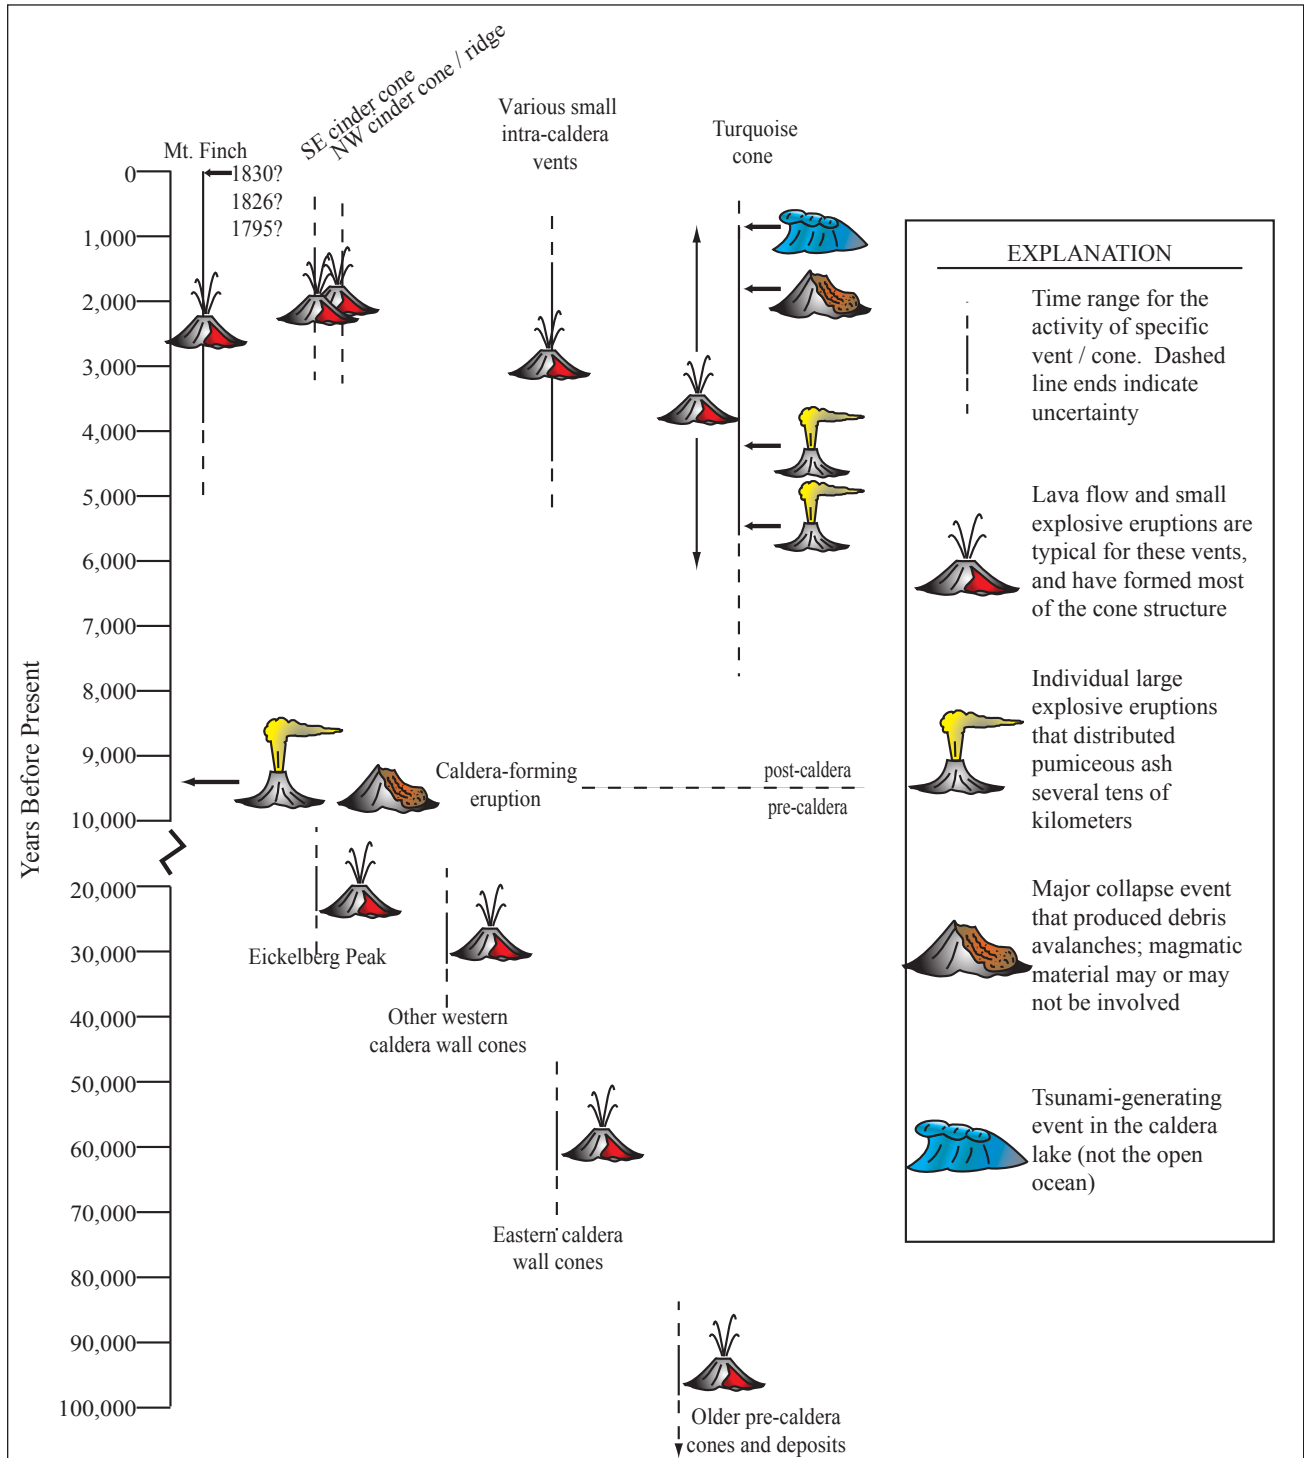 SE cinder cone
NW cinder cone / ridge
Mt. Finch
1830?
1826?
1795?
Various small
intra-caldera
vents
Turquoise
cone
Years Before Present
0
1,000
2,000
3,000
4,000
5,000
6,000
7,000
8,000
9,000
10,000
20,000
30,000
40,000
50,000
60,000
70,000
80,000
90,000
100,000
Caldera-forming
eruption
post-caldera
pre-caldera
Eickelberg Peak
Other western
caldera wall cones
Eastern caldera
wall cones
Older pre-caldera
cones and deposits
EXPLANATION
Time range for the
activity of specific
vent / cone. Dashed
line ends indicate
uncertainty
Lava flow and small
explosive eruptions are
typical for these vents,
and have formed most
of the cone structure
Individual large
explosive eruptions
that distributed
pumiceous ash
several tens of
kilometers
Major collapse event
that produced debris
avalanches; magmatic
material may or may
not be involved
Tsunami-generating
event in the caldera
lake (not the open
ocean)